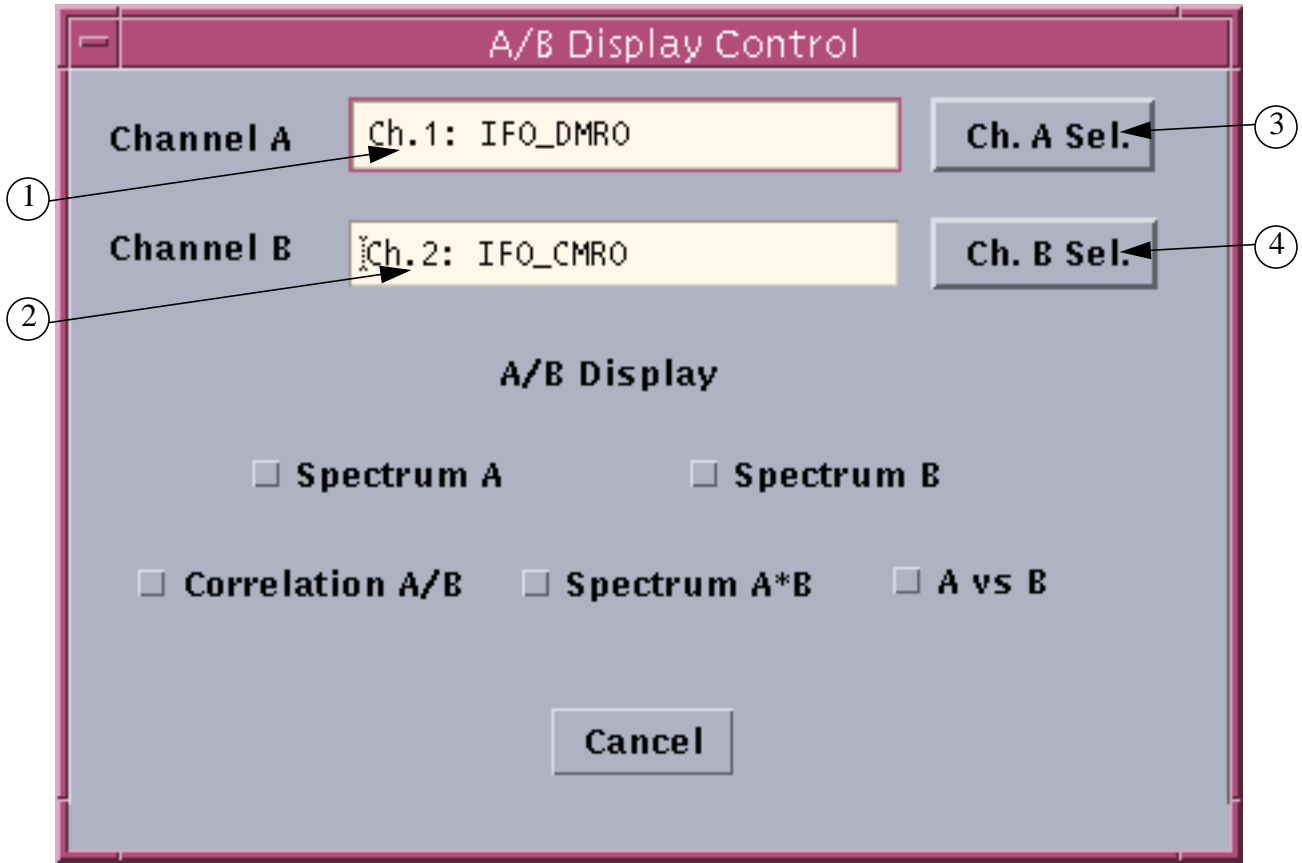 A/B Display Control
Channel A Ch.1: IFO_DMRO Ch. A Sel. 3
1
Channel B Ch.2: IFO_CMRO Ch. B Sel. 4
2
A/B Display
Spectrum A Spectrum B
Correlation A/B Spectrum A*B A vs B
Cancel